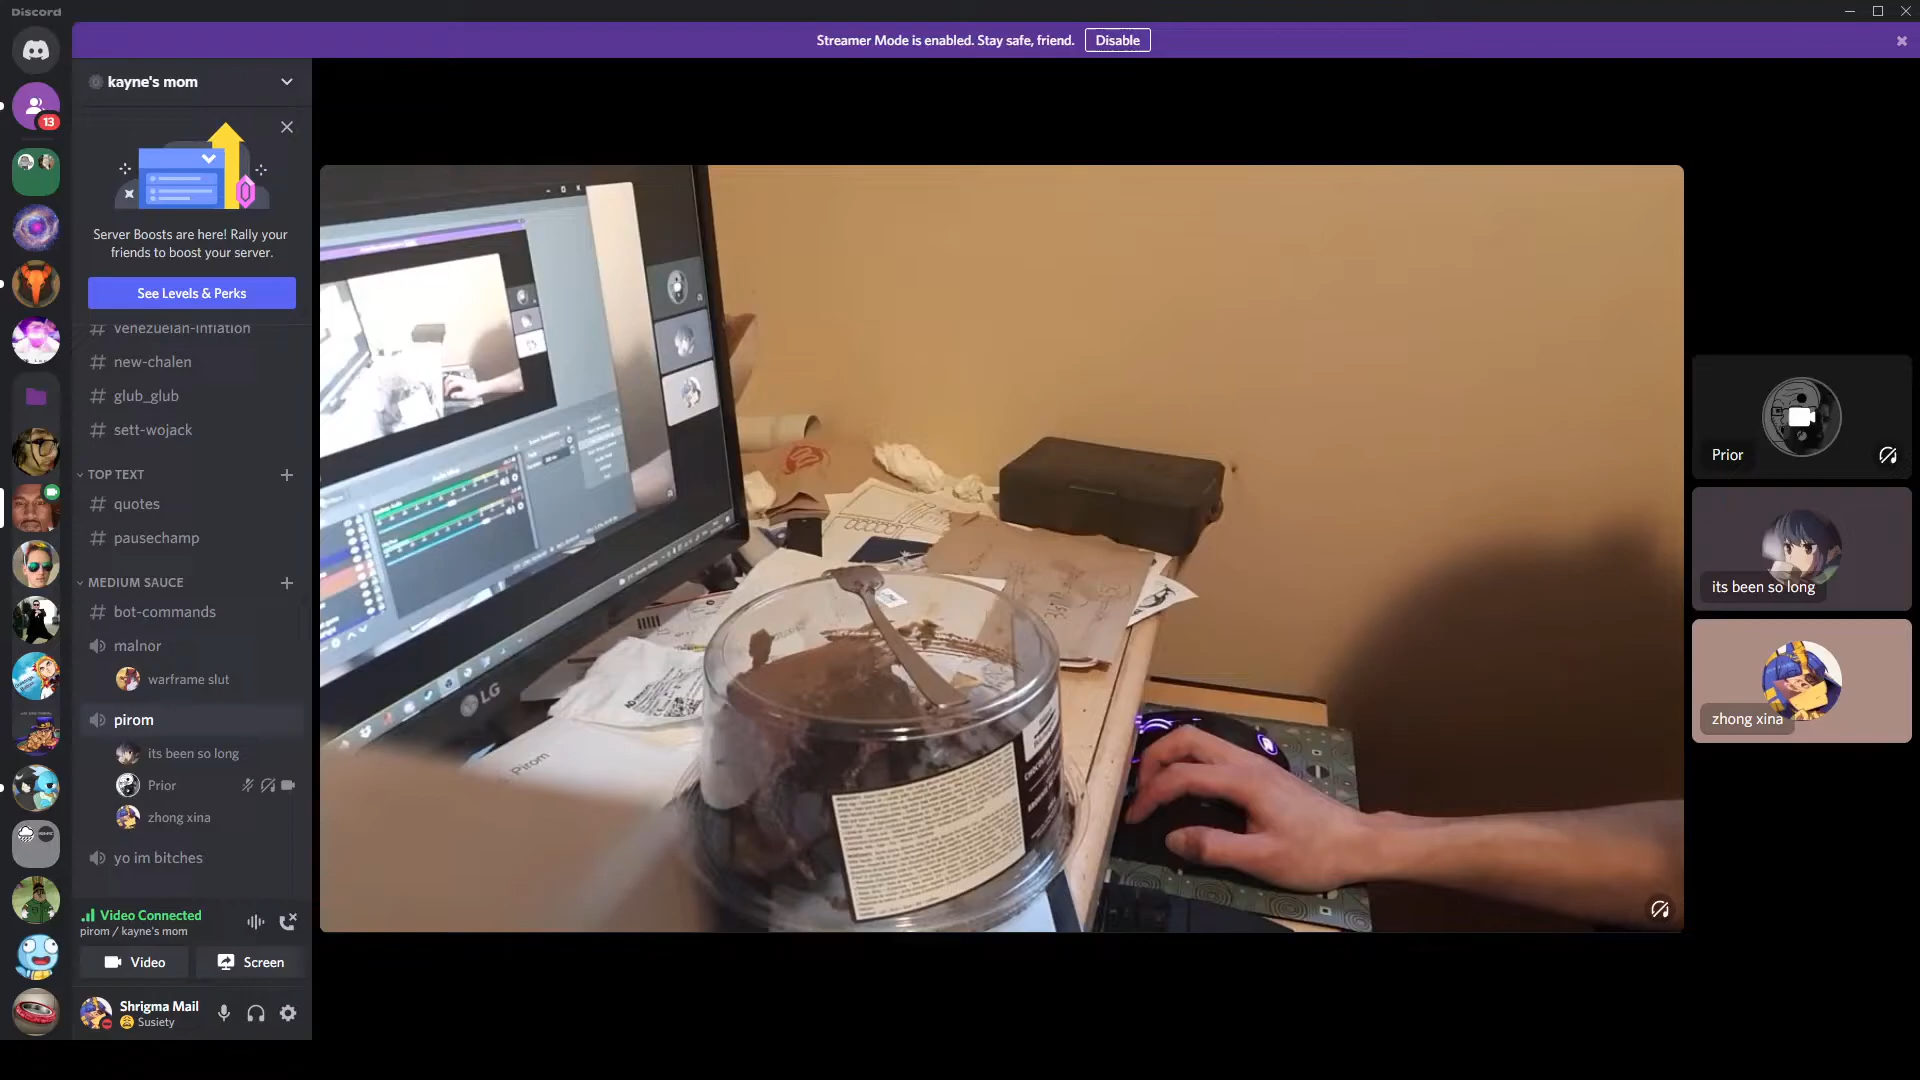 Discord
Streamer Mode is enabled. Stay safe, friend.
Disable
13
kayne's mom
Server Boosts are here! Rally your
friends to boost your server.
See Levels & Perks
# venezuelan-inflation
# new-chalen
# glub_glub
# sett-wojack
TOP TEXT
# quotes
# pausechamp
MEDIUM SAUCE
# bot-commands
malnor
warframe slut
pirom
its been so long
Prior
zhong xina
yo im bitches
Video Connected
pirom / kayne's mom
Video
Screen
Shrigma Mail
Susiety
LG
Pirom
Prior
its been so long
zhong xina